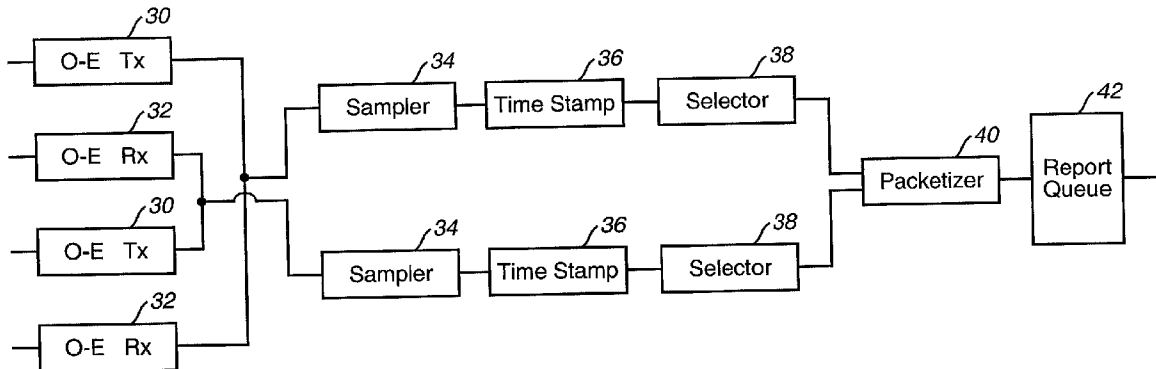 30
O-E Tx
32
O-E Rx
30
O-E Tx
32
O-E Rx
34
Sampler
36
Time Stamp
38
Selector
34
Sampler
36
Time Stamp
38
Selector
40
Packetizer
42
Report
Queue